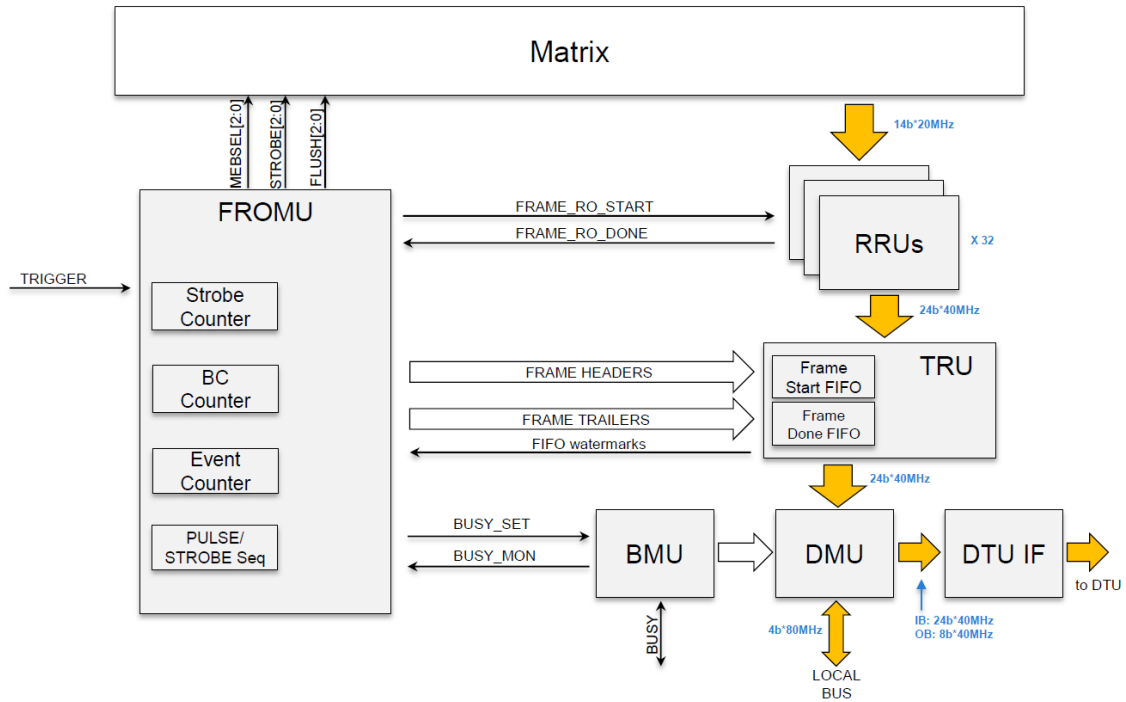 Matrix
MEBSEL[2:0]
STROBE[2:0]
FLUSH[2:0]
14b*20MHz
FROMU
FRAME_RO_START
FRAME_RO_DONE
RRUs
X 32
TRIGGER
Strobe
Counter
24b*40MHz
BC
Counter
FRAME HEADERS
Frame
Start FIFO
TRU
FRAME TRAILERS
Frame
Done FIFO
FIFO watermarks
Event
Counter
24b*40MHz
PULSE/
STROBE Seq
BUSY_SET
BUSY_MON
BMU
DMU
DTU IF
to DTU
BUSY
4b*80MHz
IB: 24b*40MHz
OB: 8b*40MHz
LOCAL
BUS